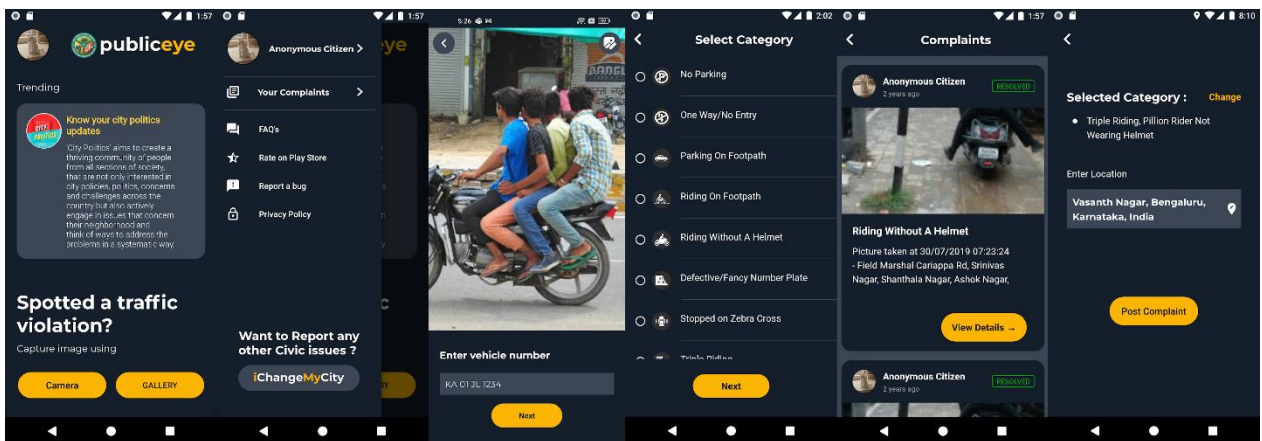 1:57
publiceye
Trending
Know your city politics
updates
'City Politics' aims to create a
thriving community of people
from all sections of society,
that are not only interested in
city policies, politics, concerns
and challenges across the
country but also actively
engage in issues that concern
their neighborhood and
think of ways to address the
problems in a systematic way.
Spotted a traffic
violation?
Capture image using
Camera
GALLERY
1:57
Anonymous Citizen >
ye
Your Complaints >
FAQ's
Rate on Play Store
Report a bug
Privacy Policy
Want to Report any
other Civic issues ?
iChangeMyCity
5:26
Enter vehicle number
KA 01 JL 1234
Next
2:02
Select Category
No Parking
One Way/No Entry
Parking On Footpath
Riding On Footpath
Riding Without A Helmet
Defective/Fancy Number Plate
Stopped on Zebra Cross
Triple Riding
Next
1:57
Complaints
Anonymous Citizen
2 years ago
RESOLVED
Riding Without A Helmet
Picture taken at 30/07/2019 07:23:24
- Field Marshal Cariappa Rd, Srinivas
Nagar, Shanthala Nagar, Ashok Nagar,
View Details →
Anonymous Citizen
2 years ago
RESOLVED
8:10
Selected Category :
Change
Triple Riding, Pillion Rider Not
Wearing Helmet
Enter Location
Vasanth Nagar, Bengaluru,
Karnataka, India
Post Complaint